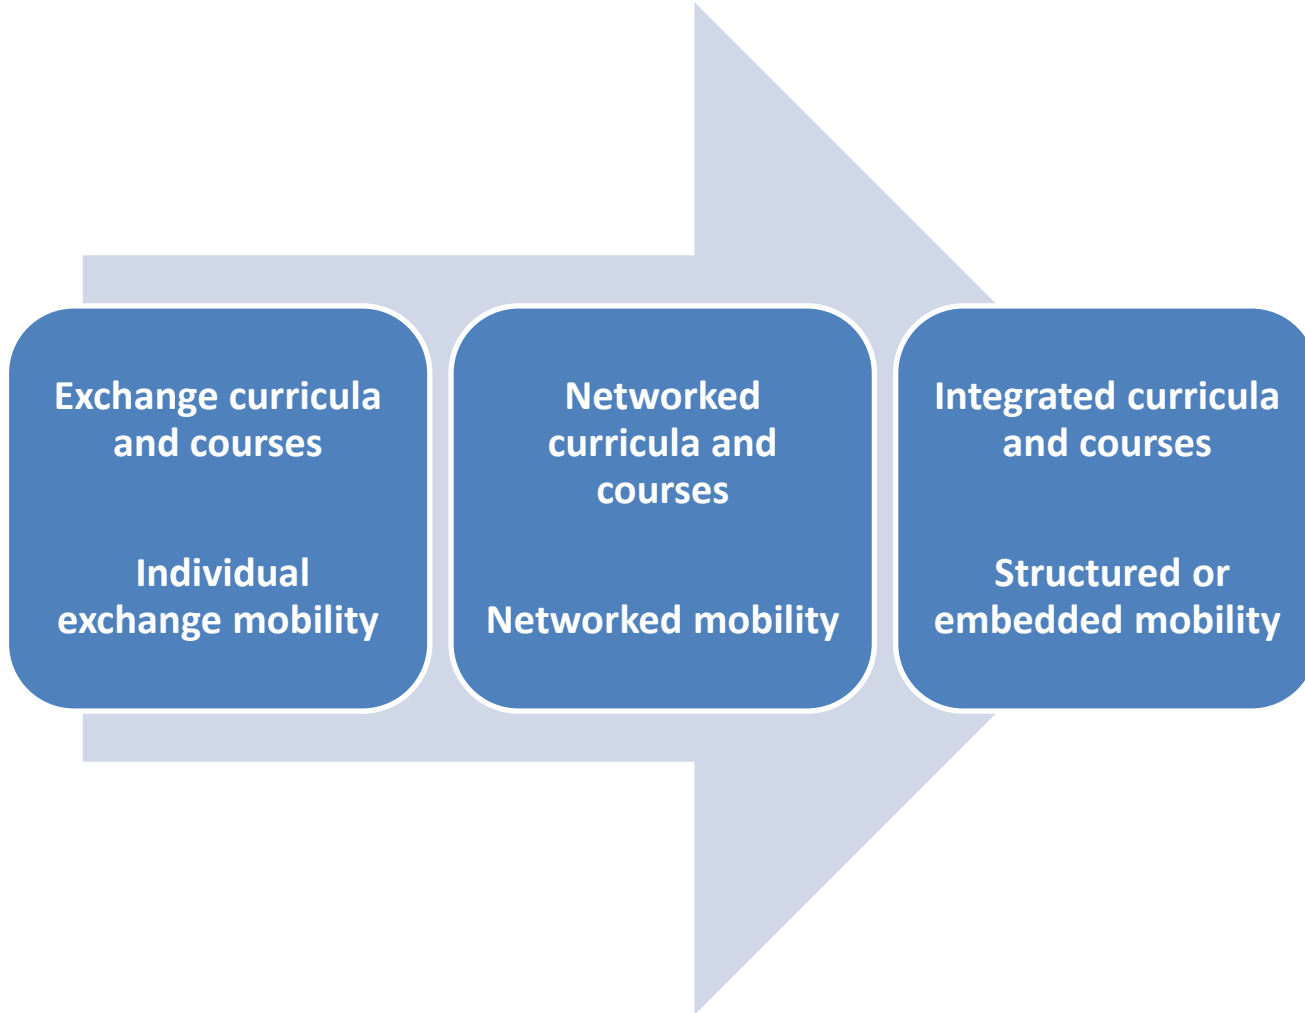 Exchange curricula
and courses
Individual
exchange mobility
Networked
curricula and
courses
Networked mobility
Integrated curricula
and courses
Structured or
embedded mobility